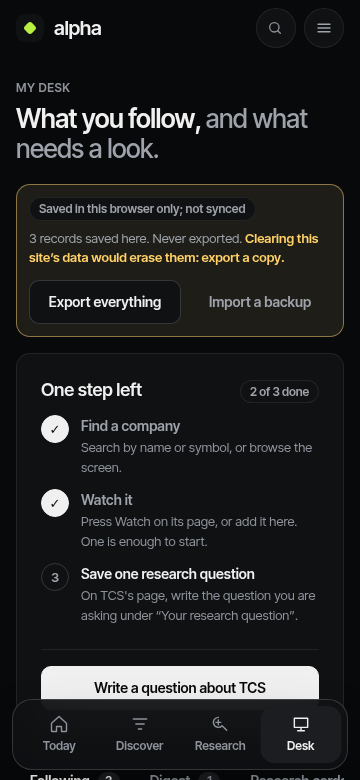 alpha
MY DESK
What you follow, and what
needs a look.
Saved in this browser only; not synced
3 records saved here. Never exported. Clearing this
site's data would erase them: export a copy.
Export everything
Import a backup
One step left
2 of 3 done
Find a company
Search by name or symbol, or browse the
screen.
Watch it
Press Watch on its page, or add it here.
One is enough to start.
3
Save one research question
On TCS's page, write the question you are
asking under “Your research question”.
Write a question about TCS
Today
Discover
Research
Desk
Following
Digest
Research cards